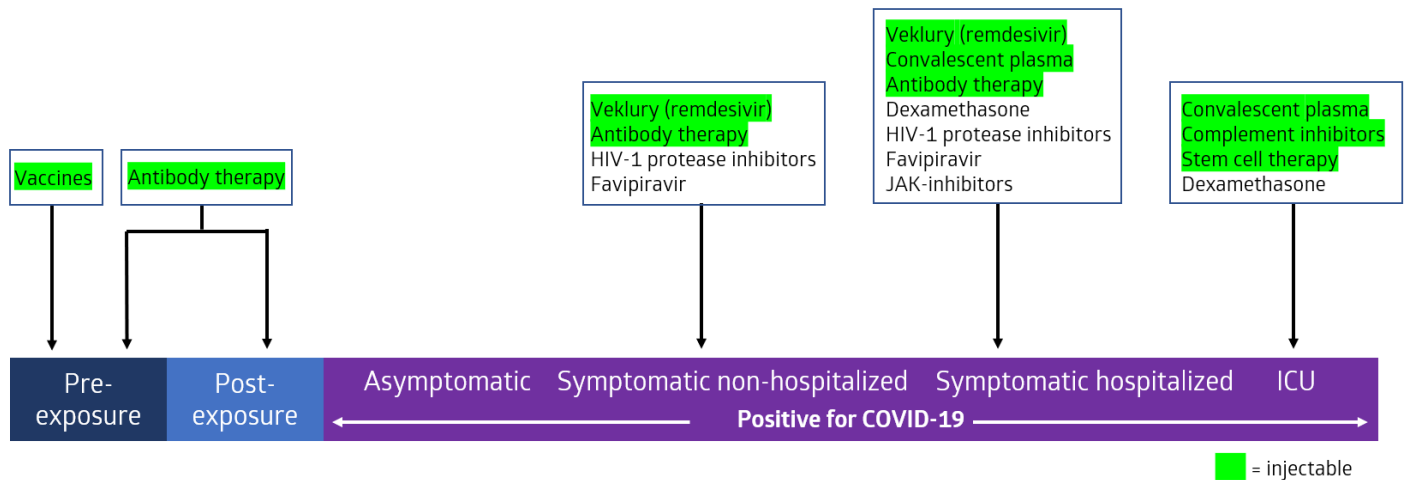 Veklury (remdesivir)
Convalescent plasma
Antibody therapy
Dexamethasone
HIV-1 protease inhibitors
Favipiravir
JAK-inhibitors
Veklury (remdesivir)
Antibody therapy
HIV-1 protease inhibitors
Favipiravir
Convalescent plasma
Complement inhibitors
Stem cell therapy
Dexamethasone
Vaccines
Antibody therapy
Pre-
exposure
Post-
exposure
Asymptomatic
Symptomatic non-hospitalized
Symptomatic hospitalized
ICU
Positive for COVID-19
= injectable